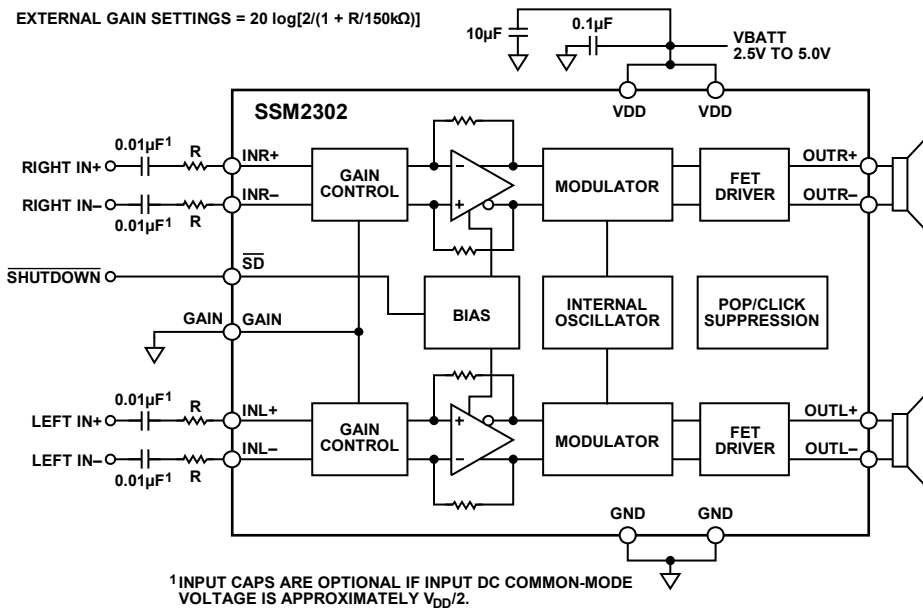 EXTERNAL GAIN SETTINGS = 20 log[2/(1 + R/150kΩ)]
10µF
0.1µF
VBATT
2.5V TO 5.0V
VDD
VDD
SSM2302
0.01µF¹
R
RIGHT IN+
INR+
RIGHT IN–
INR–
0.01µF¹
R
GAIN
CONTROL
–
+
MODULATOR
FET
DRIVER
OUTR+
OUTR–
SHUTDOWN
SD
GAIN
GAIN
BIAS
INTERNAL
OSCILLATOR
POP/CLICK
SUPPRESSION
0.01µF¹
R
LEFT IN+
INL+
LEFT IN–
INL–
0.01µF¹
R
GAIN
CONTROL
+
–
MODULATOR
FET
DRIVER
OUTL+
OUTL–
GND
GND
¹ INPUT CAPS ARE OPTIONAL IF INPUT DC COMMON-MODE
VOLTAGE IS APPROXIMATELY VDD/2.